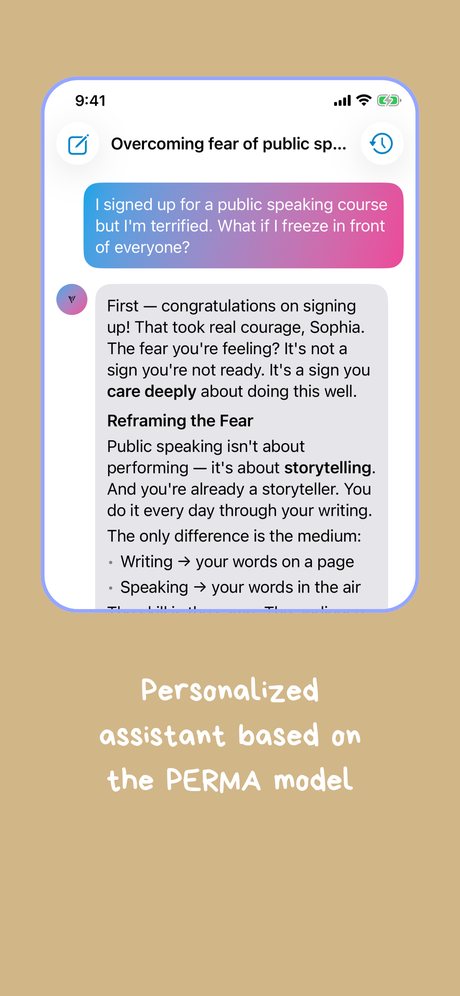 9:41
Overcoming fear of public sp...
I signed up for a public speaking course
but I'm terrified. What if I freeze in front
of everyone?
First — congratulations on signing
up! That took real courage, Sophia.
The fear you're feeling? It's not a
sign you're not ready. It's a sign you
care deeply about doing this well.
Reframing the Fear
Public speaking isn't about
performing — it's about storytelling.
And you're already a storyteller. You
do it every day through your writing.
The only difference is the medium:
• Writing → your words on a page
• Speaking → your words in the air
Personalized
assistant based on
the PERMA model